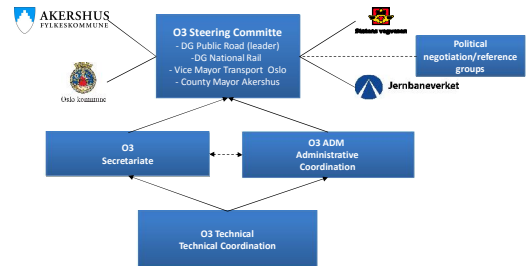 AKERSHUS
FYLKESKOMMUNE
Oslo kommune
O3 Steering Committe
- DG Public Road (leader)
-DG National Rail
- Vice Mayor Transport Oslo
- County Mayor Akershus
Statens vegvesen
Jernbaneverket
Political
negotiation/reference
groups
O3
Secretariate
O3 ADM
Administrative
Coordination
O3 Technical
Technical Coordination